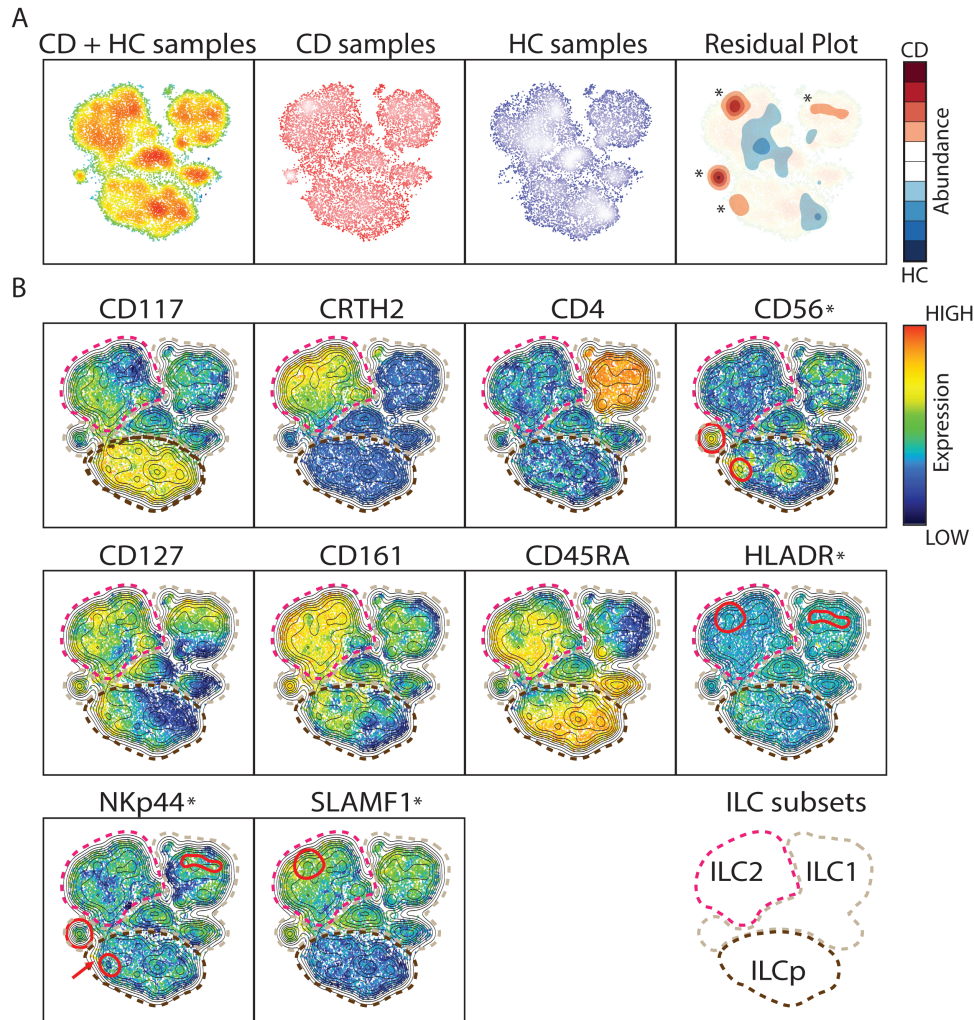 A
CD + HC samples
CD samples
HC samples
Residual Plot
CD
*
*
*
*
Abundance
HC
B
CD117
CRTH2
CD4
CD56*
HIGH
Expression
LOW
CD127
CD161
CD45RA
HLADR*
NKp44*
SLAMF1*
ILC subsets
ILC2
ILC1
ILCp